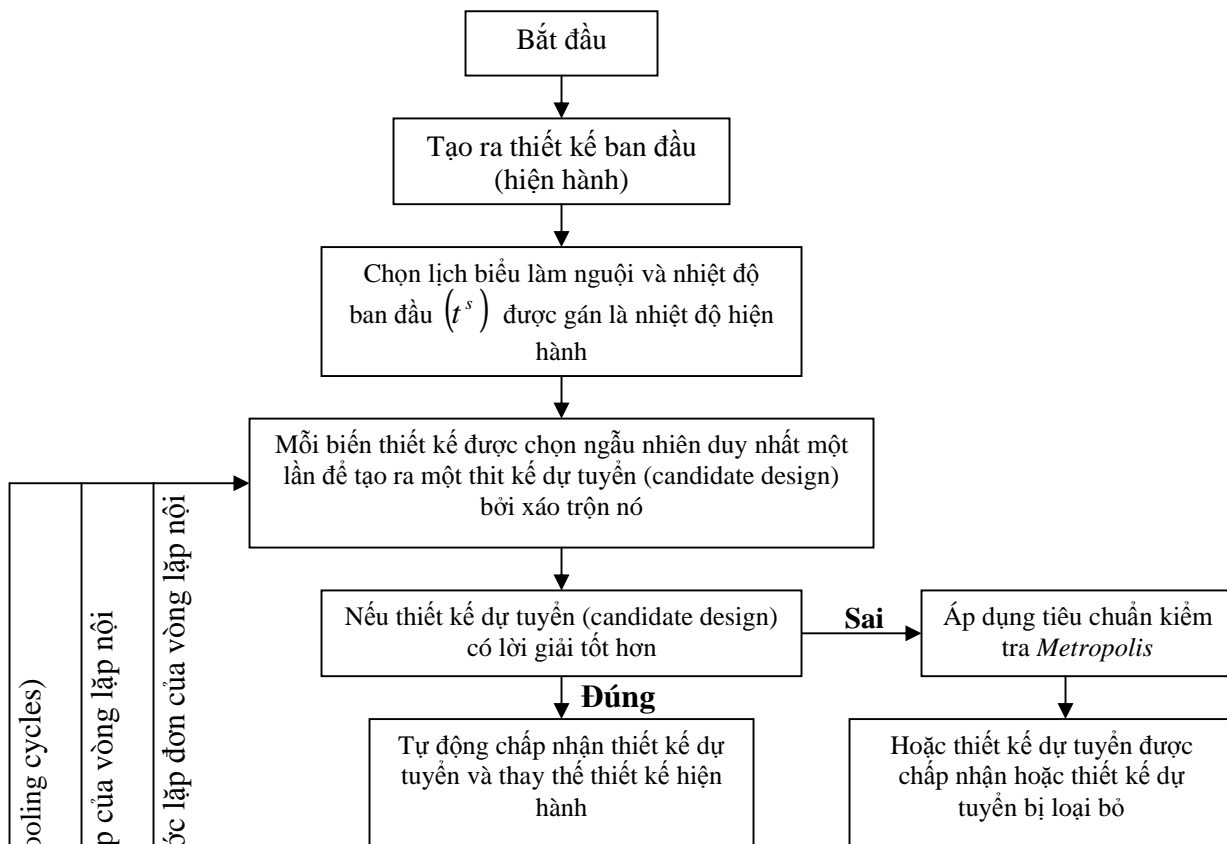 Bắt đầu
Tạo ra thiết kế ban đầu
(hiện hành)
Chọn lịch biểu làm nguội và nhiệt độ
ban đầu (t^s) được gán là nhiệt độ hiện
hành
Mỗi biến thiết kế được chọn ngẫu nhiên duy nhất một
lần để tạo ra một thit kế dự tuyển (candidate design)
bởi xáo trộn nó
Nếu thiết kế dự tuyển (candidate design)
có lời giải tốt hơn
Sai
Áp dụng tiêu chuẩn kiểm
tra Metropolis
Đúng
Tự động chấp nhận thiết kế dự
tuyển và thay thế thiết kế hiện
hành
Hoặc thiết kế dự tuyển được
chấp nhận hoặc thiết kế dự
tuyển bị loại bỏ
cycles)
của vòng lặp nội
lặp đơn của vòng lặp nội